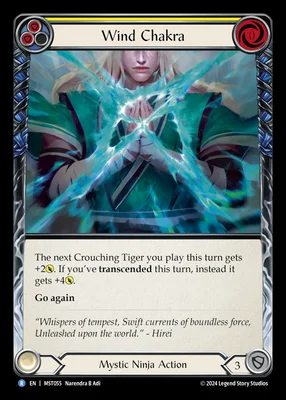 Wind Chakra
The next Crouching Tiger you play this turn gets
+2. If you've transcended this turn, instead it
gets +4.
Go again
"Whispers of tempest, Swift currents of boundless force,
Unleashed upon the world." - Hirei
Mystic Ninja Action
3
R EN | MST055 Narendra B Adi
© 2024 Legend Story Studios